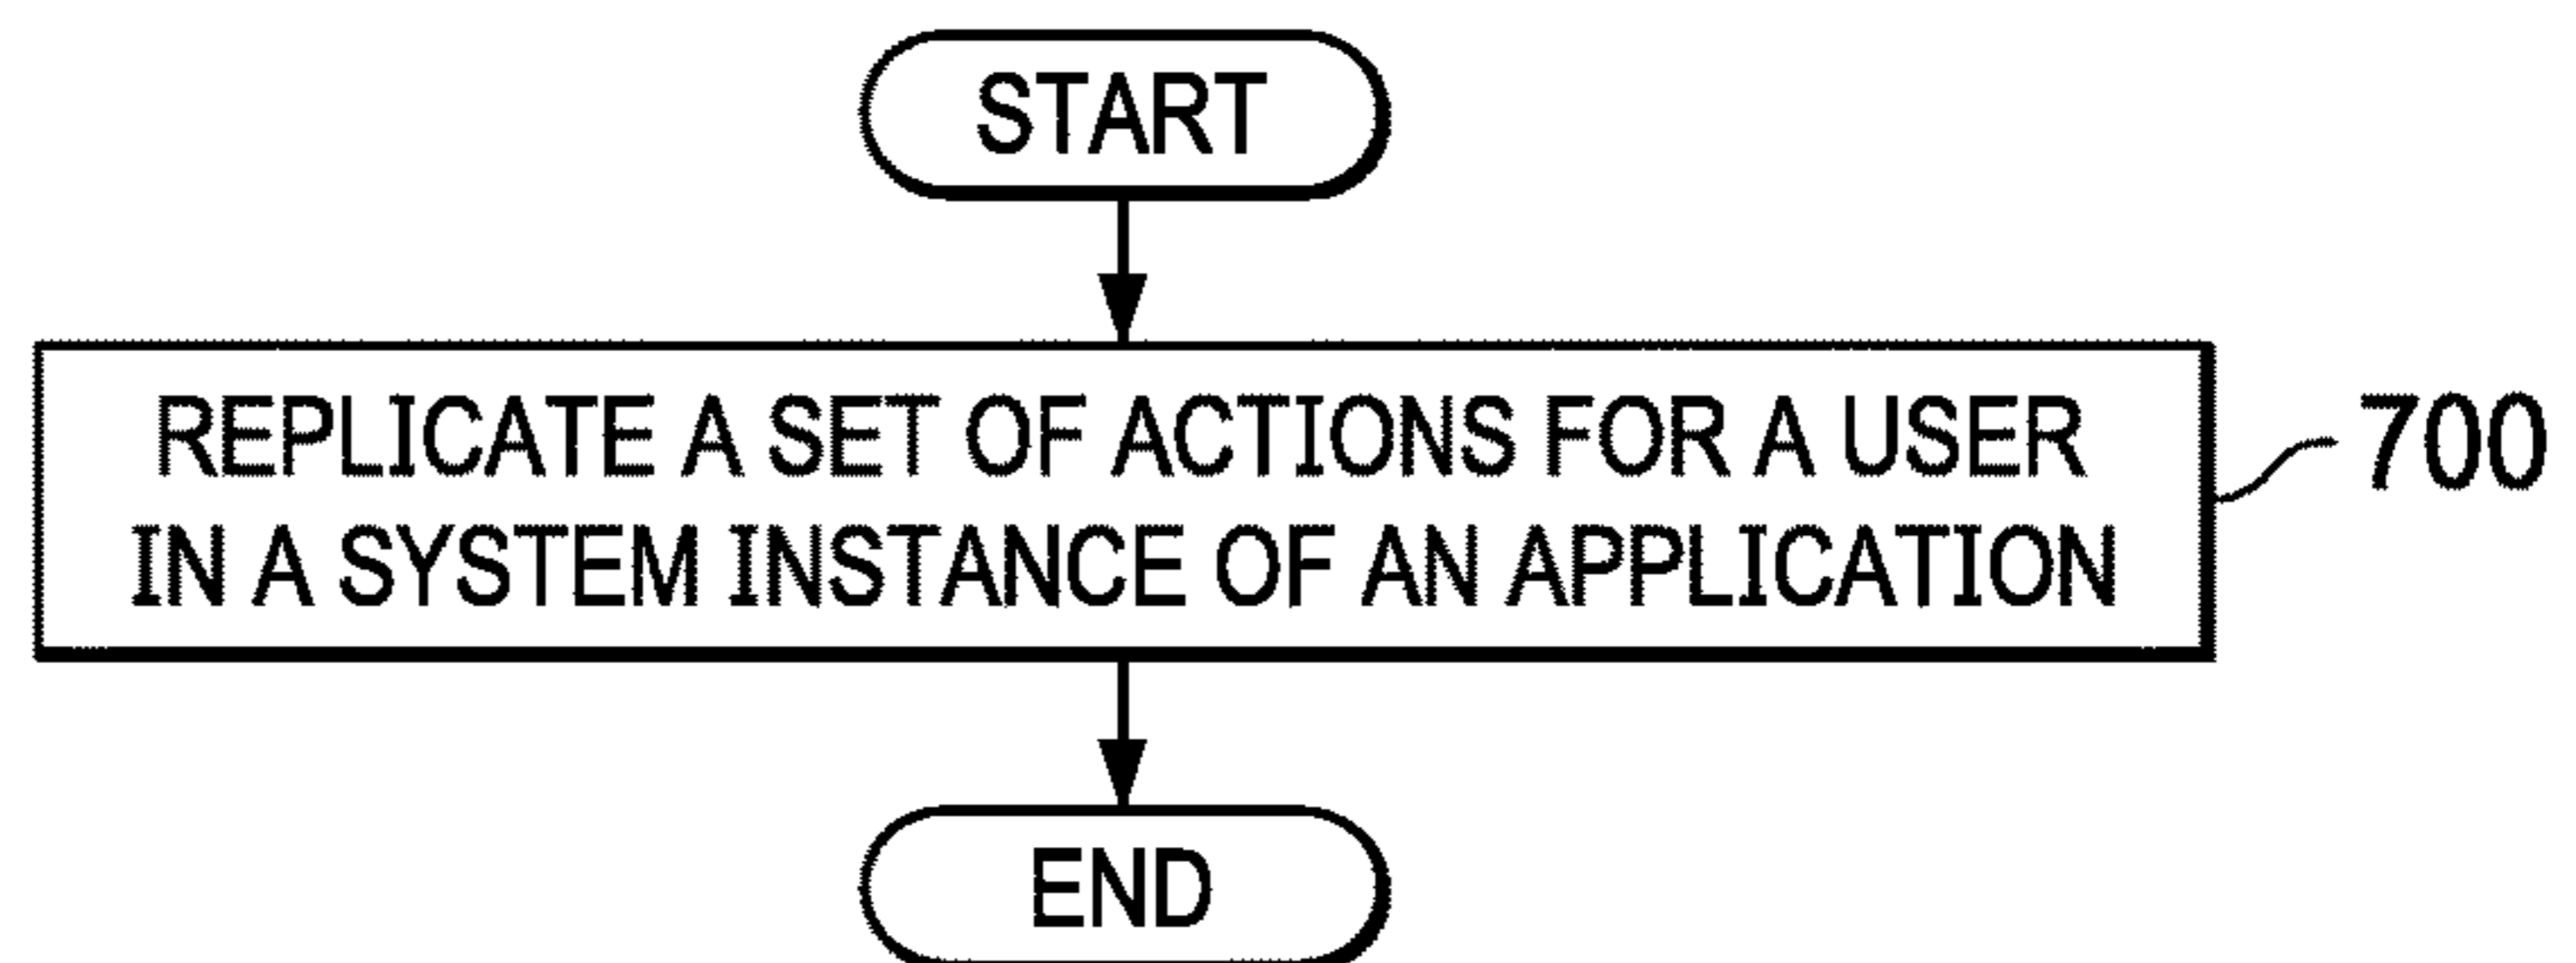 START
REPLICATE A SET OF ACTIONS FOR A USER
IN A SYSTEM INSTANCE OF AN APPLICATION
700
END